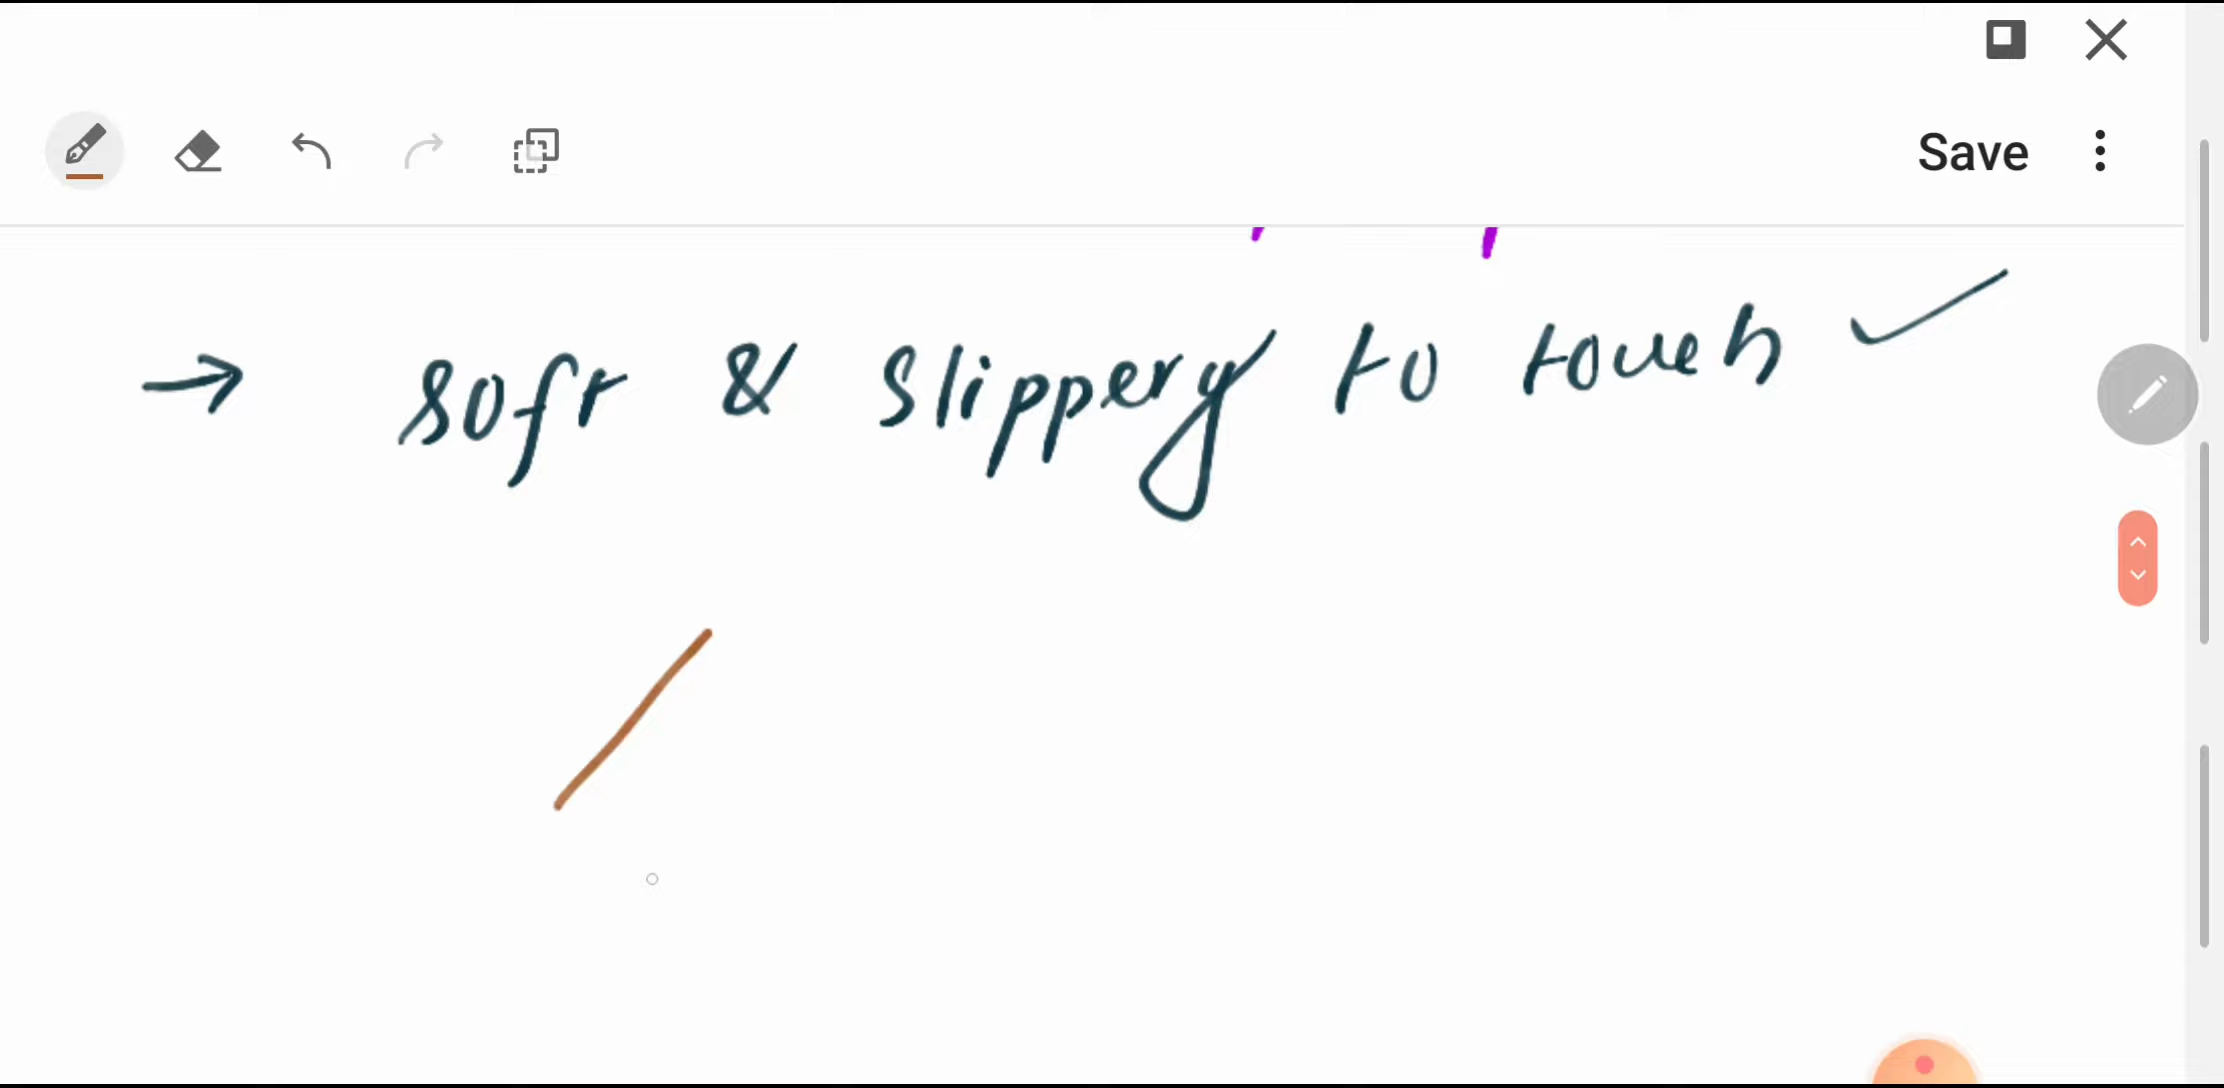 Save
→ soft & slippery to touch ✓